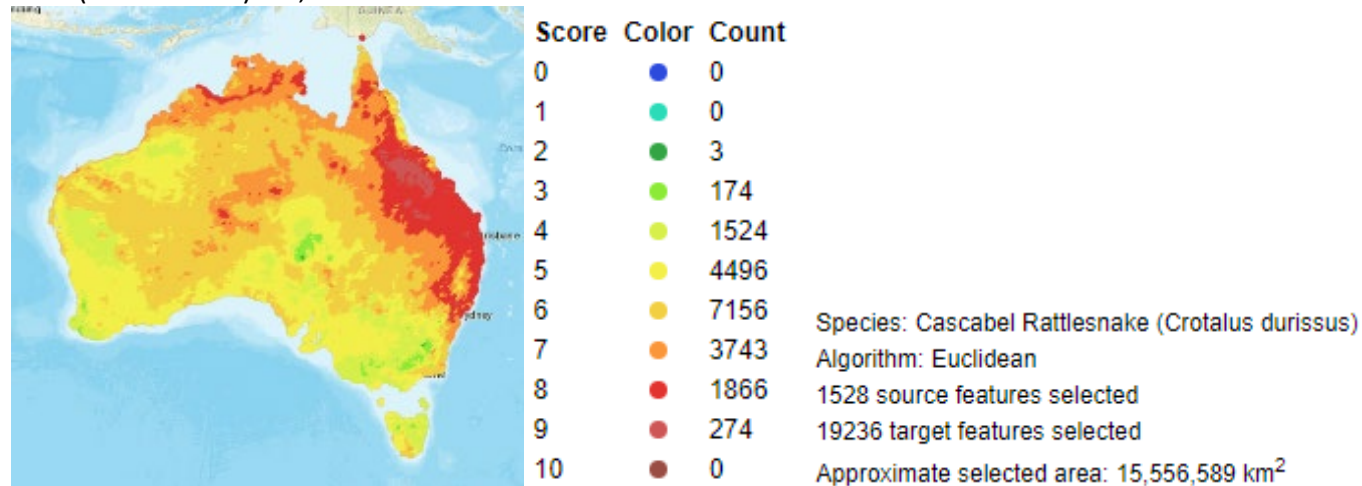 Score Color Count
0 0
1 0
2 3
3 174
4 1524
5 4496
6 7156
7 3743
8 1866
9 274
10 0
Species: Cascabel Rattlesnake (Crotalus durissus)
Algorithm: Euclidean
1528 source features selected
19236 target features selected
Approximate selected area: 15,556,589 km2